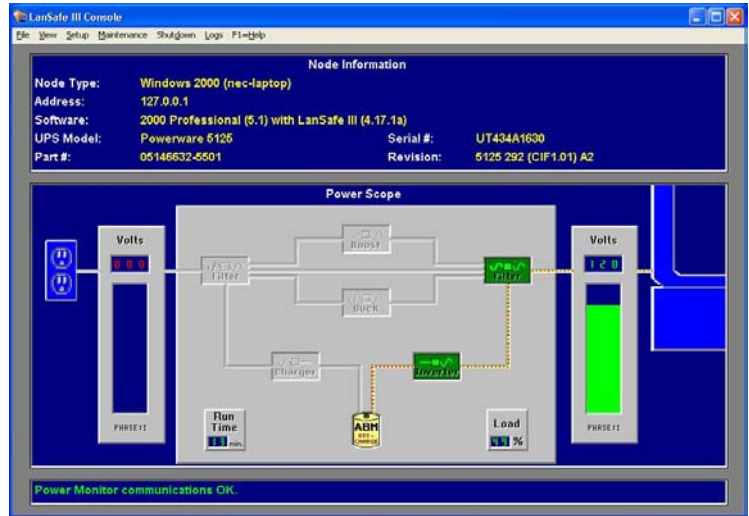 LanSafe III Console
File View Setup Maintenance Shutdown Logs F1=Help
Node Information
Node Type: Windows 2000 (nec-laptop)
Address: 127.0.0.1
Software: 2000 Professional (5.1) with LanSafe III (4.17.1a)
UPS Model: Powerware 5125 Serial #: UT434A1630
Part #: 05146632-5501 Revision: 5125 292 (CIF1.01) A2
Power Scope
Volts
000
PHASE:1
Filter
Boost
Buck
Charger
Filter
Inverter
Run Time
13 min.
ABM
DIS-
CHARGE
Load
%
Volts
120
PHASE:1
Power Monitor communications OK.